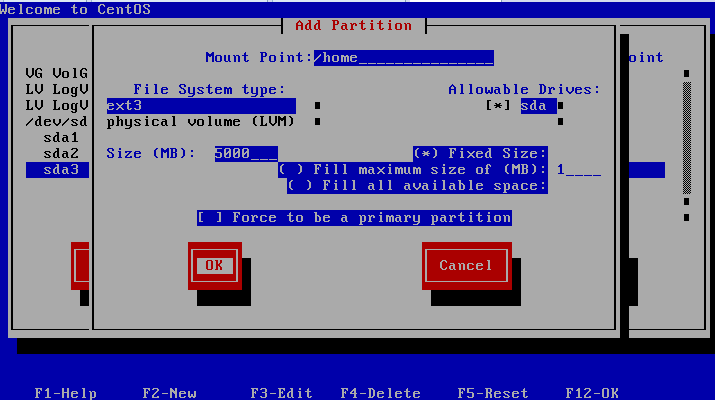 Welcome to CentOS
Add Partition
Mount Point:/home_______________
oint
VG VolG
LV LogV
LV LogV
/dev/sd
sda1
sda2
sda3
File System type:
Allowable Drives:
ext3
[*] sda
physical volume (LVM)
Size (MB): 5000___
(*) Fixed Size:
( ) Fill maximum size of (MB): 1____
( ) Fill all available space:
[ ] Force to be a primary partition
OK
Cancel
F1-Help F2-New F3-Edit F4-Delete F5-Reset F12-OK